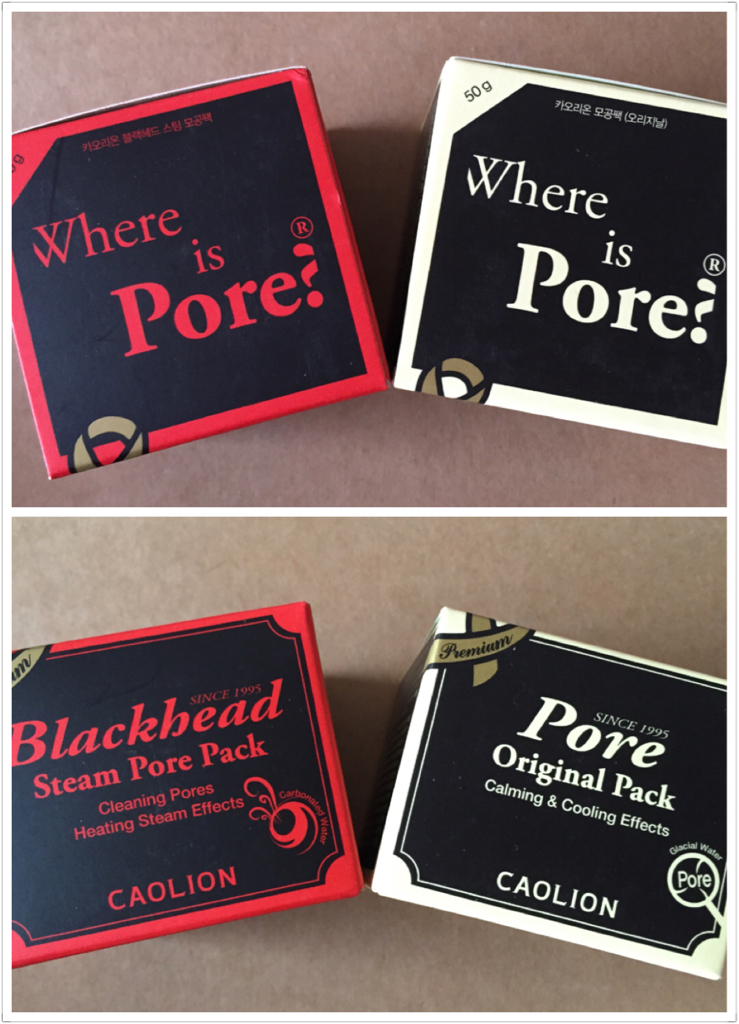 카오리온 블랙헤드 스팀 모공팩
Where
is
Pore?
®
50 g
카오리온 모공팩 (오리지날)
Where
is
Pore?
®
SINCE 1995
Blackhead
Steam Pore Pack
Cleaning Pores
Heating Steam Effects
Carbonated Water
CAOLION
Premium
SINCE 1995
Pore
Original Pack
Calming & Cooling Effects
Glacial Water
Pore
CAOLION